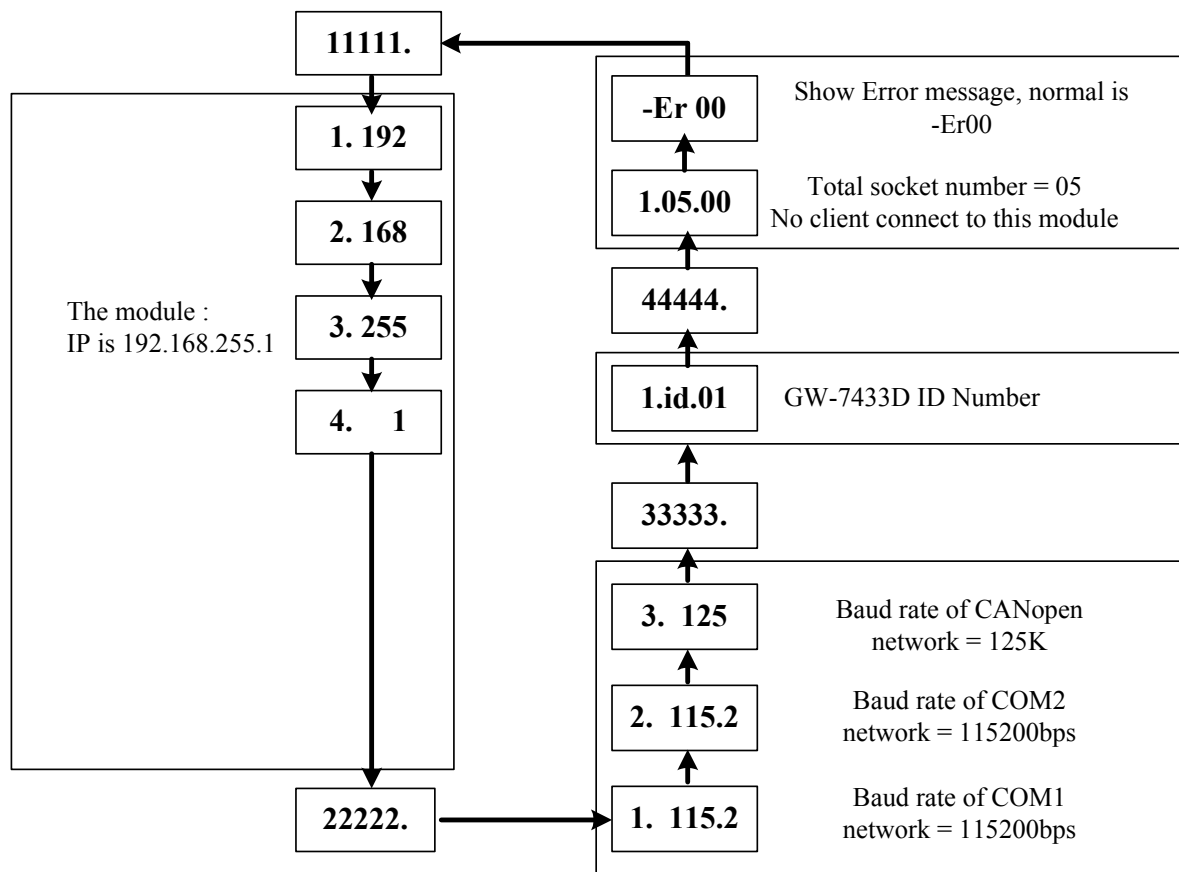 11111.
1. 192
2. 168
3. 255
4. 1
The module :
IP is 192.168.255.1
22222.
-Er 00
Show Error message, normal is
-Er00
1.05.00
Total socket number = 05
No client connect to this module
44444.
1.id.01
GW-7433D ID Number
33333.
3. 125
Baud rate of CANopen
network = 125K
2. 115.2
Baud rate of COM2
network = 115200bps
1. 115.2
Baud rate of COM1
network = 115200bps